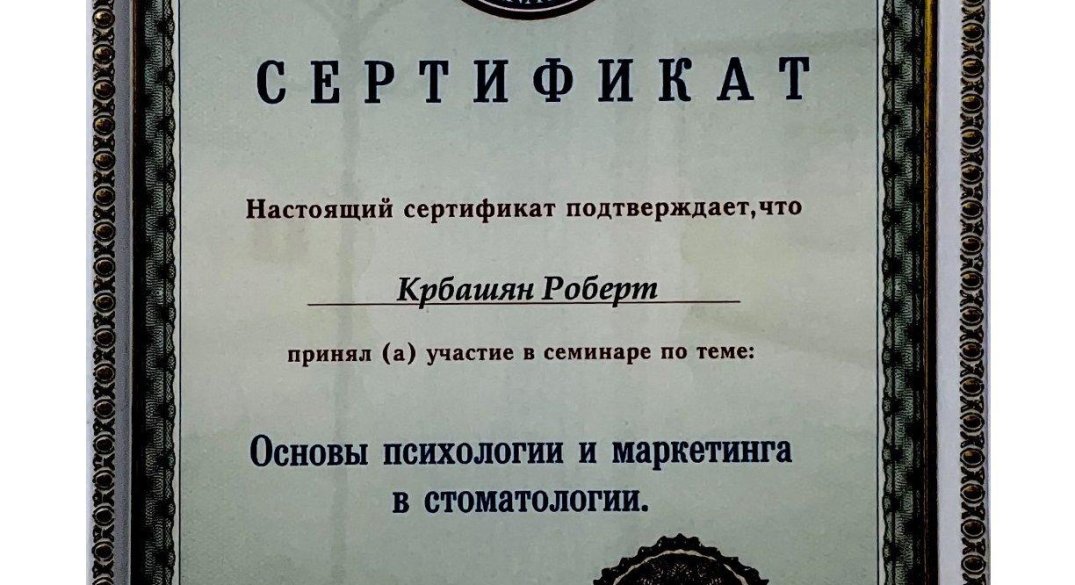 СЕРТИФИКАТ
Настоящий сертификат подтверждает,что
Крбашян Роберт
принял (а) участие в семинаре по теме:
Основы психологии и маркетинга
в стоматологии.